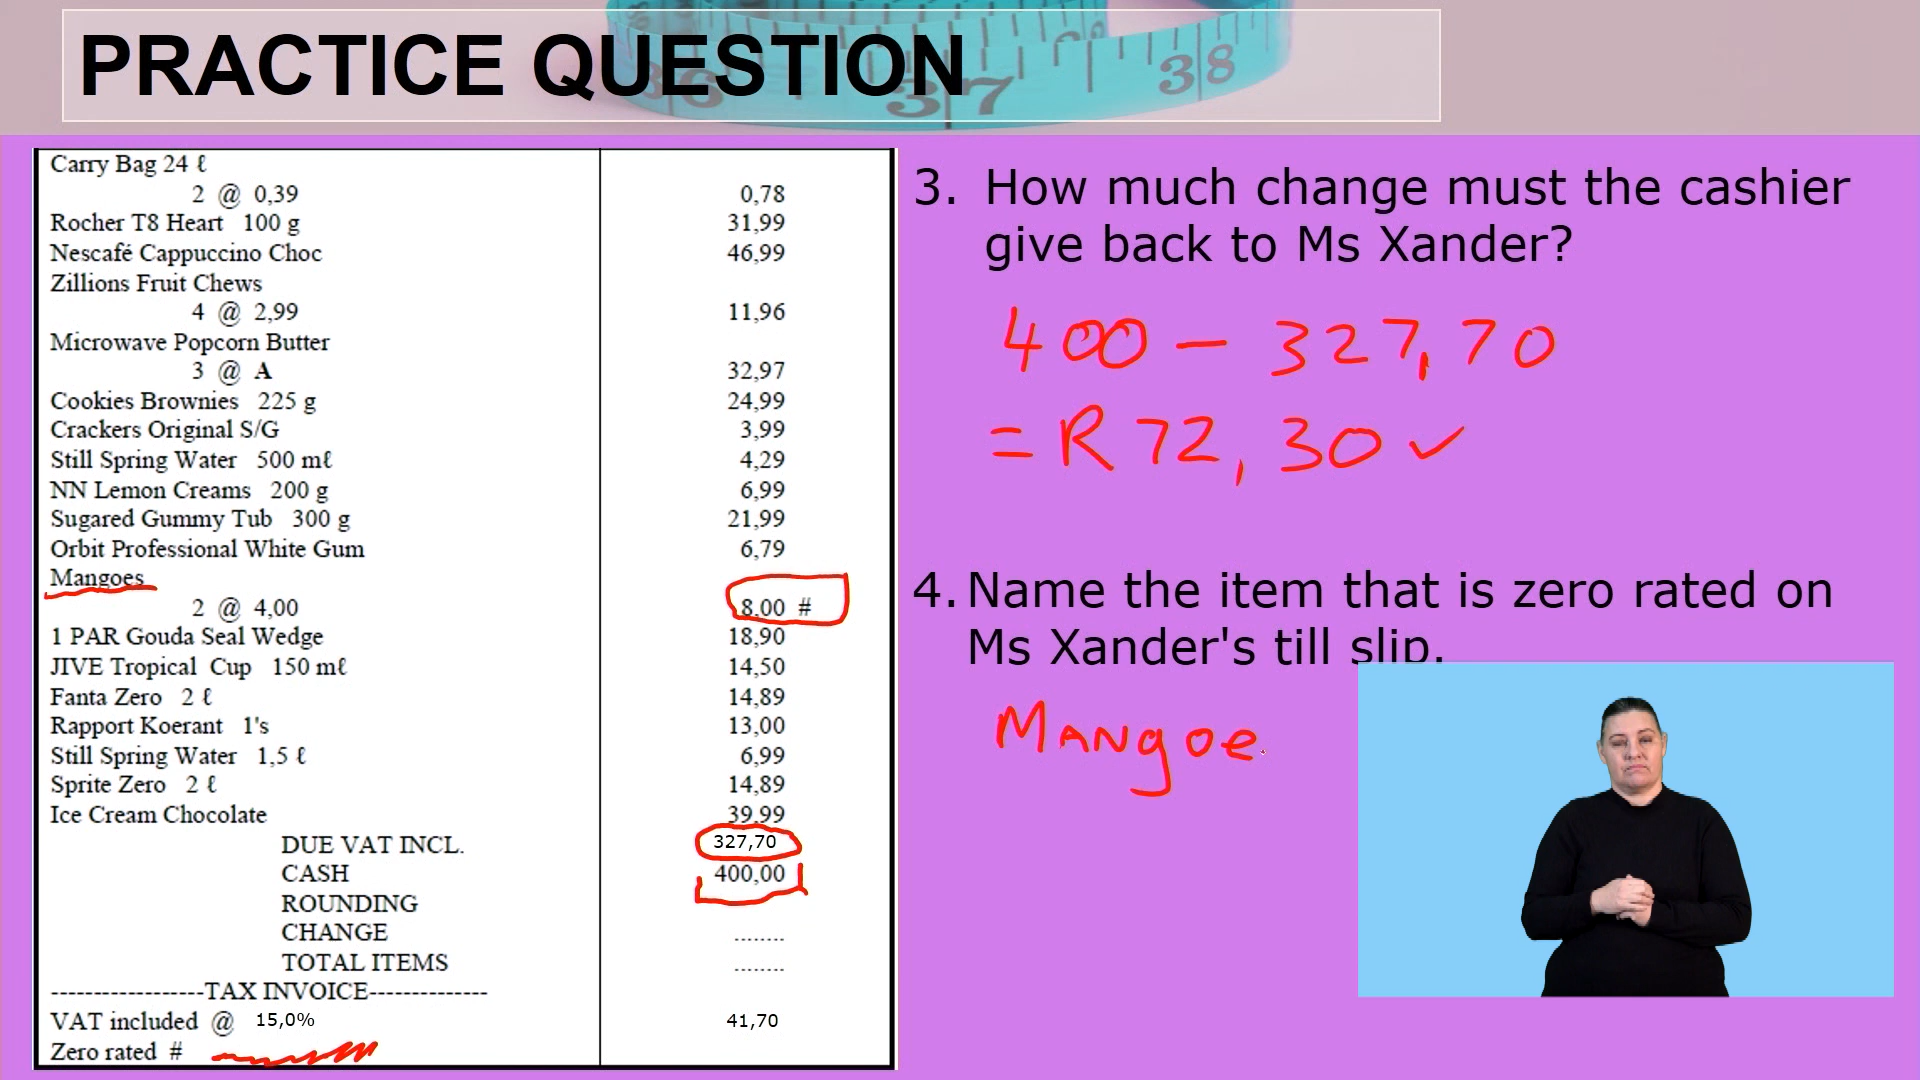 PRACTICE QUESTION
36 37 38
Carry Bag 24 ℓ
2 @ 0,39 0,78
Rocher T8 Heart 100 g 31,99
Nescafé Cappuccino Choc 46,99
Zillions Fruit Chews
4 @ 2,99 11,96
Microwave Popcorn Butter
3 @ A 32,97
Cookies Brownies 225 g 24,99
Crackers Original S/G 3,99
Still Spring Water 500 mℓ 4,29
NN Lemon Creams 200 g 6,99
Sugared Gummy Tub 300 g 21,99
Orbit Professional White Gum 6,79
Mangoes
2 @ 4,00 8,00 #
1 PAR Gouda Seal Wedge 18,90
JIVE Tropical Cup 150 mℓ 14,50
Fanta Zero 2 ℓ 14,89
Rapport Koerant 1's 13,00
Still Spring Water 1,5 ℓ 6,99
Sprite Zero 2 ℓ 14,89
Ice Cream Chocolate 39,99
DUE VAT INCL. 327,70
CASH 400,00
ROUNDING
CHANGE ........
TOTAL ITEMS ........
------------------TAX INVOICE--------------
VAT included @ 15,0% 41,70
Zero rated #
3. How much change must the cashier
give back to Ms Xander?
400 - 327,70
= R72,30 ✓
4. Name the item that is zero rated on
Ms Xander's till slip.
Mangoe